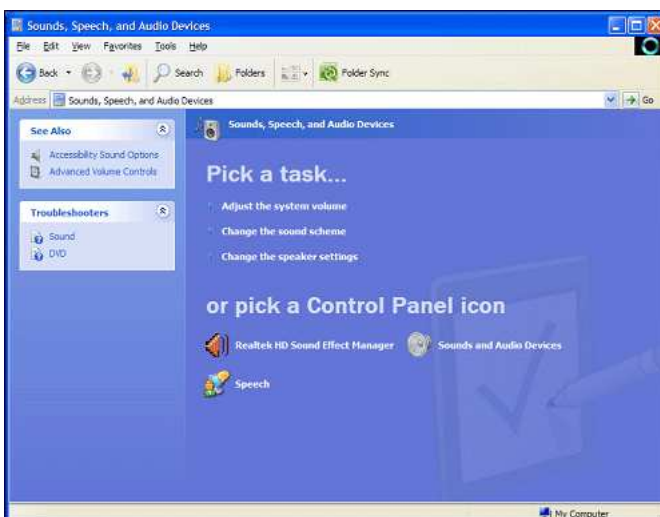 Sounds, Speech, and Audio Devices
File Edit View Favorites Tools Help
Back Search Folders Folder Sync
Address Sounds, Speech, and Audio Devices Go
See Also
Accessibility Sound Options
Advanced Volume Controls
Troubleshooters
Sound
DVD
Sounds, Speech, and Audio Devices
Pick a task...
Adjust the system volume
Change the sound scheme
Change the speaker settings
or pick a Control Panel icon
Realtek HD Sound Effect Manager Sounds and Audio Devices
Speech
My Computer